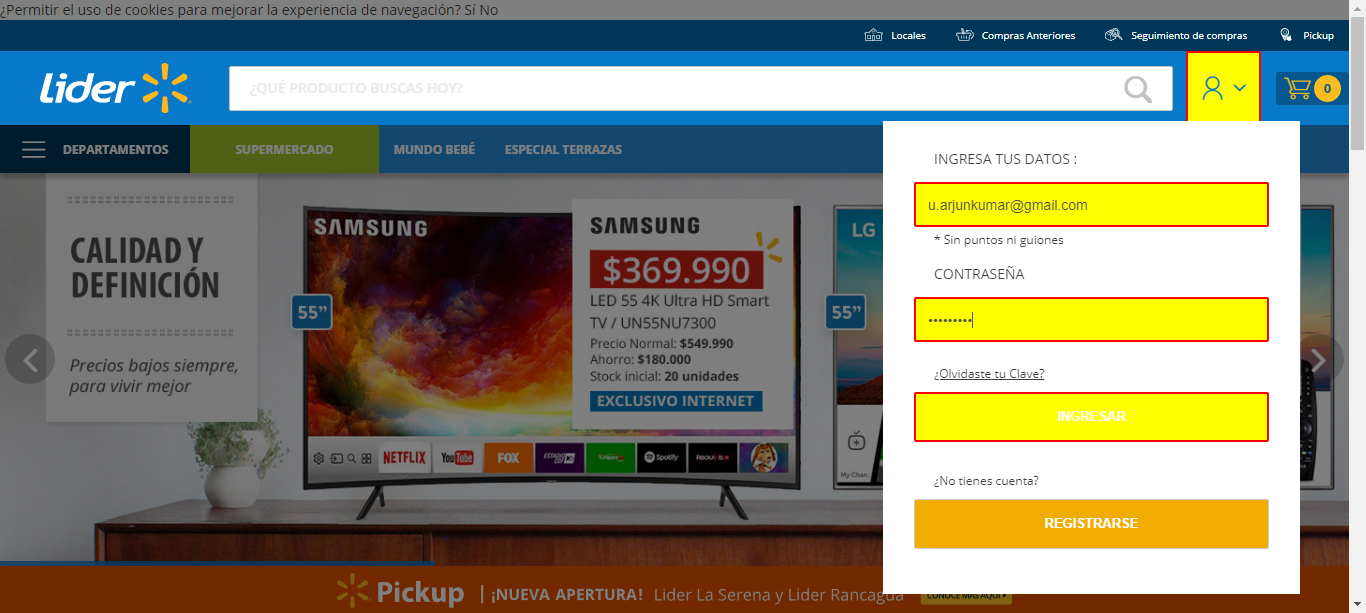 ¿Permitir el uso de cookies para mejorar la experiencia de navegación? Sí No
Locales
Compras Anteriores
Seguimiento de compras
Pickup
Lider
¿QUÉ PRODUCTO BUSCAS HOY?
0
DEPARTAMENTOS
SUPERMERCADO
MUNDO BEBÉ
ESPECIAL TERRAZAS
INGRESA TUS DATOS :
u.arjunkumar@gmail.com
* Sin puntos ni guiones
CONTRASEÑA
•••••••••
¿Olvidaste tu Clave?
INGRESAR
¿No tienes cuenta?
REGISTRARSE
CALIDAD Y
DEFINICIÓN
Precios bajos siempre,
para vivir mejor
55”
SAMSUNG
SAMSUNG
$369.990
LED 55 4K Ultra HD Smart
TV / UN55NU7300
Precio Normal: $549.990
Ahorro: $180.000
Stock inicial: 20 unidades
EXCLUSIVO INTERNET
NETFLIX
YouTube
FOX
Spotify
55”
LG
My Chan.
Pickup
¡NUEVA APERTURA! Lider La Serena y Lider Rancagua
CONOCE MÁS AQUÍ